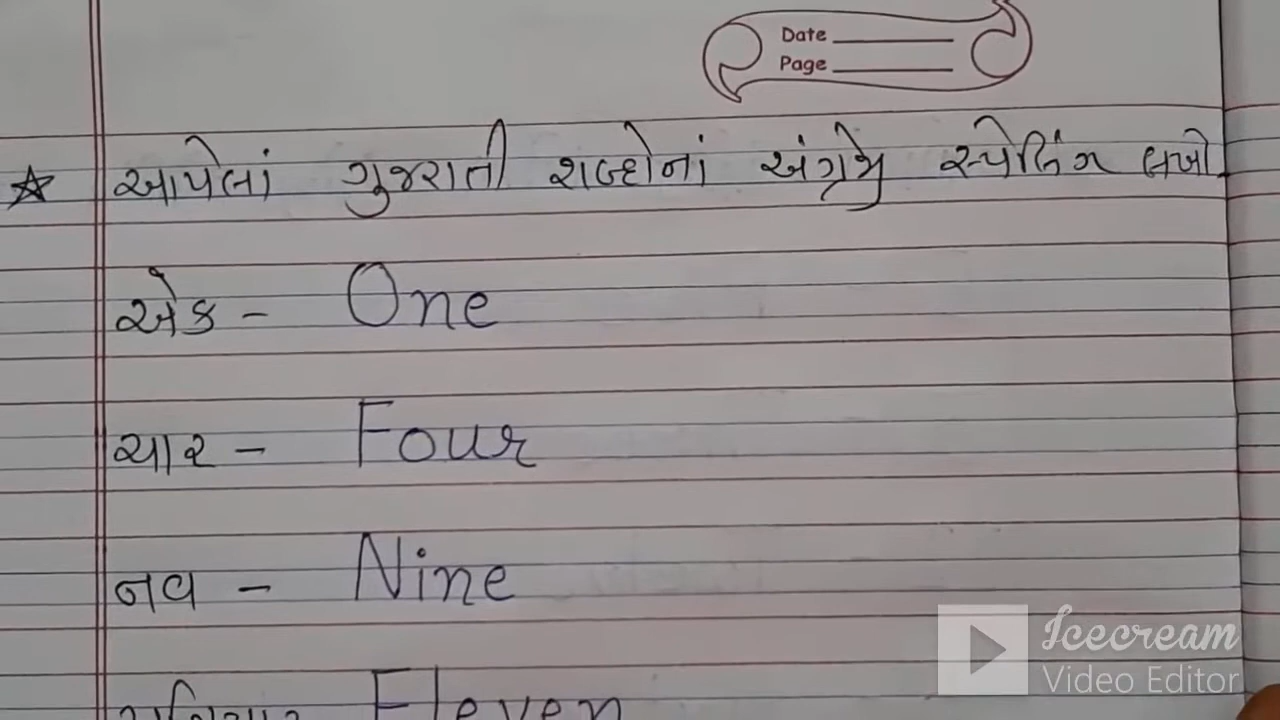 Date
Page
આપેલાં ગુજરાતી શબ્દોનાં અંગ્રેજી સ્પેલિંગ લખો.
એક - One
ચાર - Four
નવ - Nine
Eleven
Icecream
Video Editor